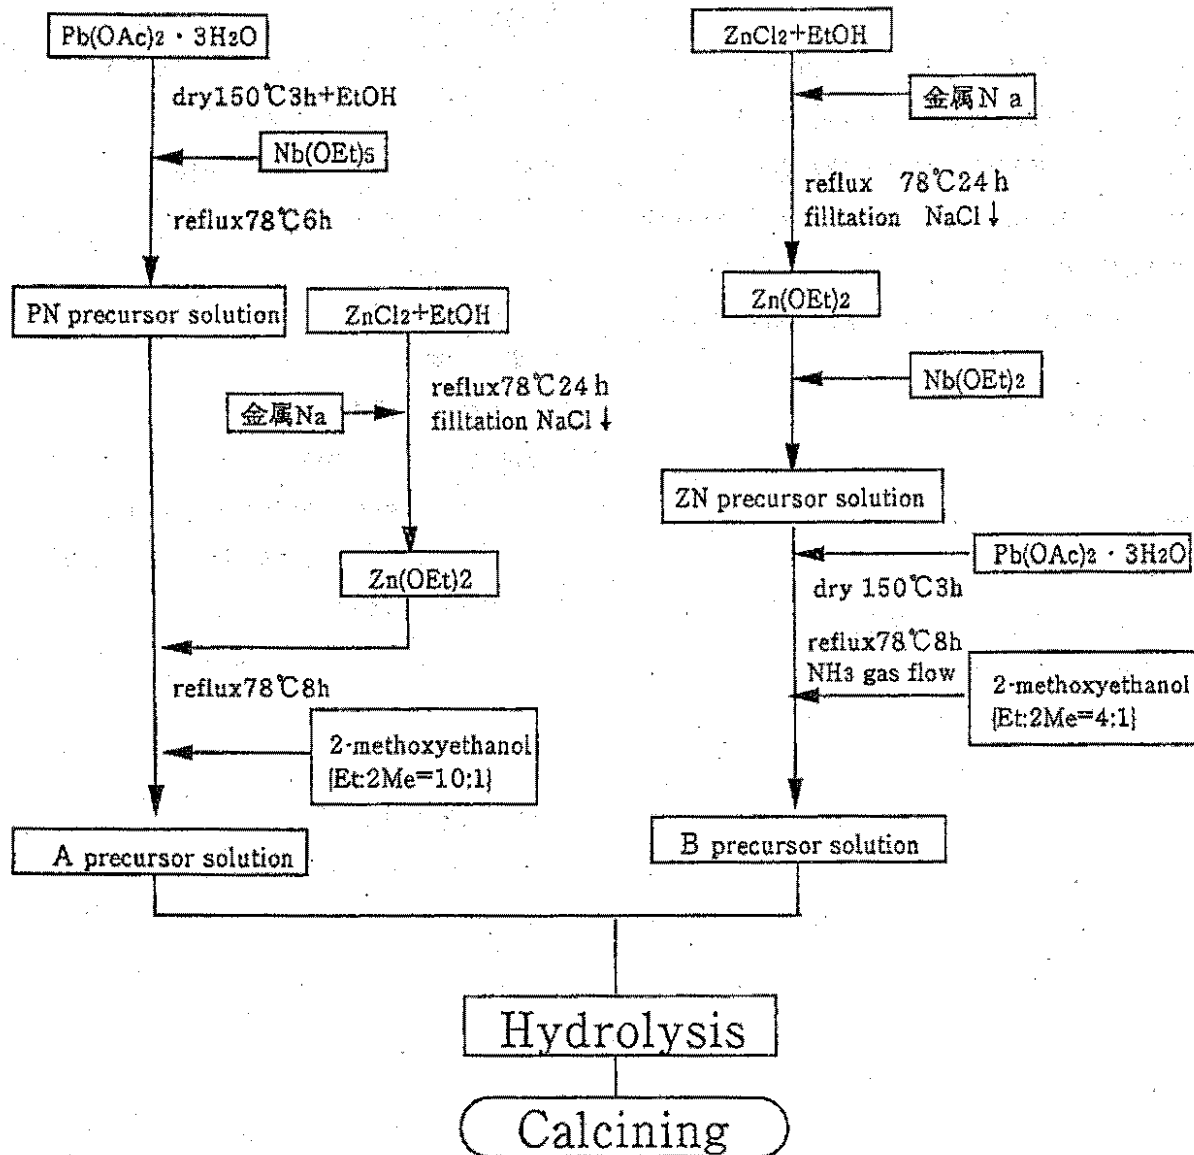 Pb(OAc)2・3H2O
dry150℃3h+EtOH
Nb(OEt)5
reflux78℃6h
PN precursor solution
ZnCl2+EtOH
金属Na
reflux78℃24h
filltation NaCl↓
Zn(OEt)2
reflux78℃8h
2-methoxyethanol
{Et:2Me=10:1}
A precursor solution
ZnCl2+EtOH
金属Na
reflux 78℃24h
filltation NaCl↓
Zn(OEt)2
Nb(OEt)2
ZN precursor solution
Pb(OAc)2・3H2O
dry 150℃3h
reflux78℃8h
NH3 gas flow
2-methoxyethanol
{Et:2Me=4:1}
B precursor solution
Hydrolysis
Calcining